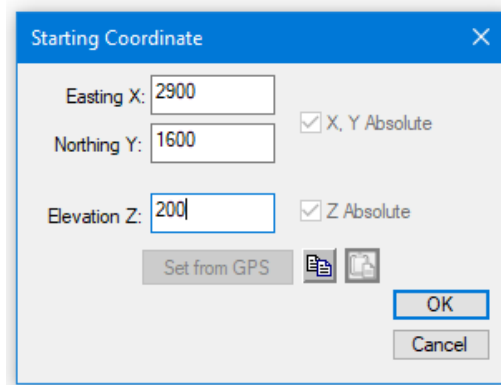 Starting Coordinate
Easting X: 2900
X, Y Absolute
Northing Y: 1600
Elevation Z: 200
Z Absolute
Set from GPS
OK
Cancel